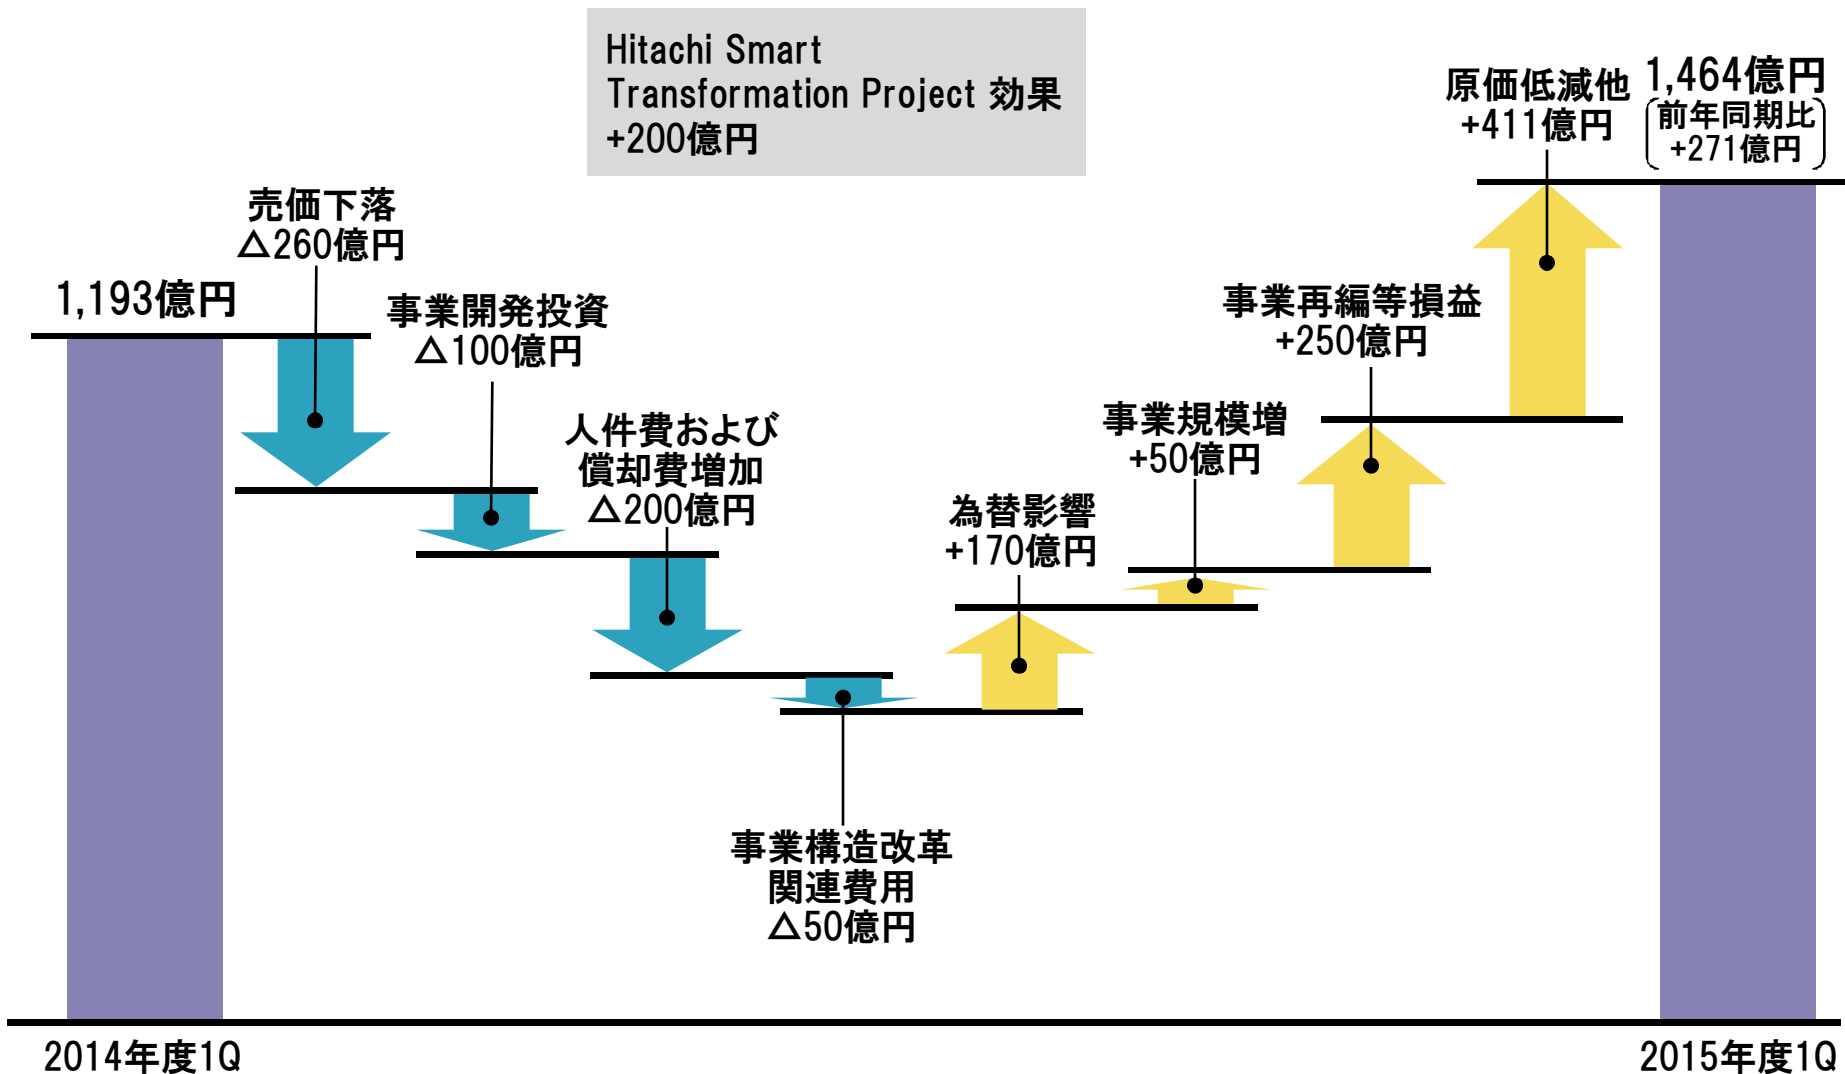 Hitachi Smart
Transformation Project 効果
+200億円
1,193億円
売価下落
△260億円
事業開発投資
△100億円
人件費および
償却費増加
△200億円
事業構造改革
関連費用
△50億円
為替影響
+170億円
事業規模増
+50億円
事業再編等損益
+250億円
原価低減他
+411億円
1,464億円
前年同期比
+271億円
2014年度1Q
2015年度1Q